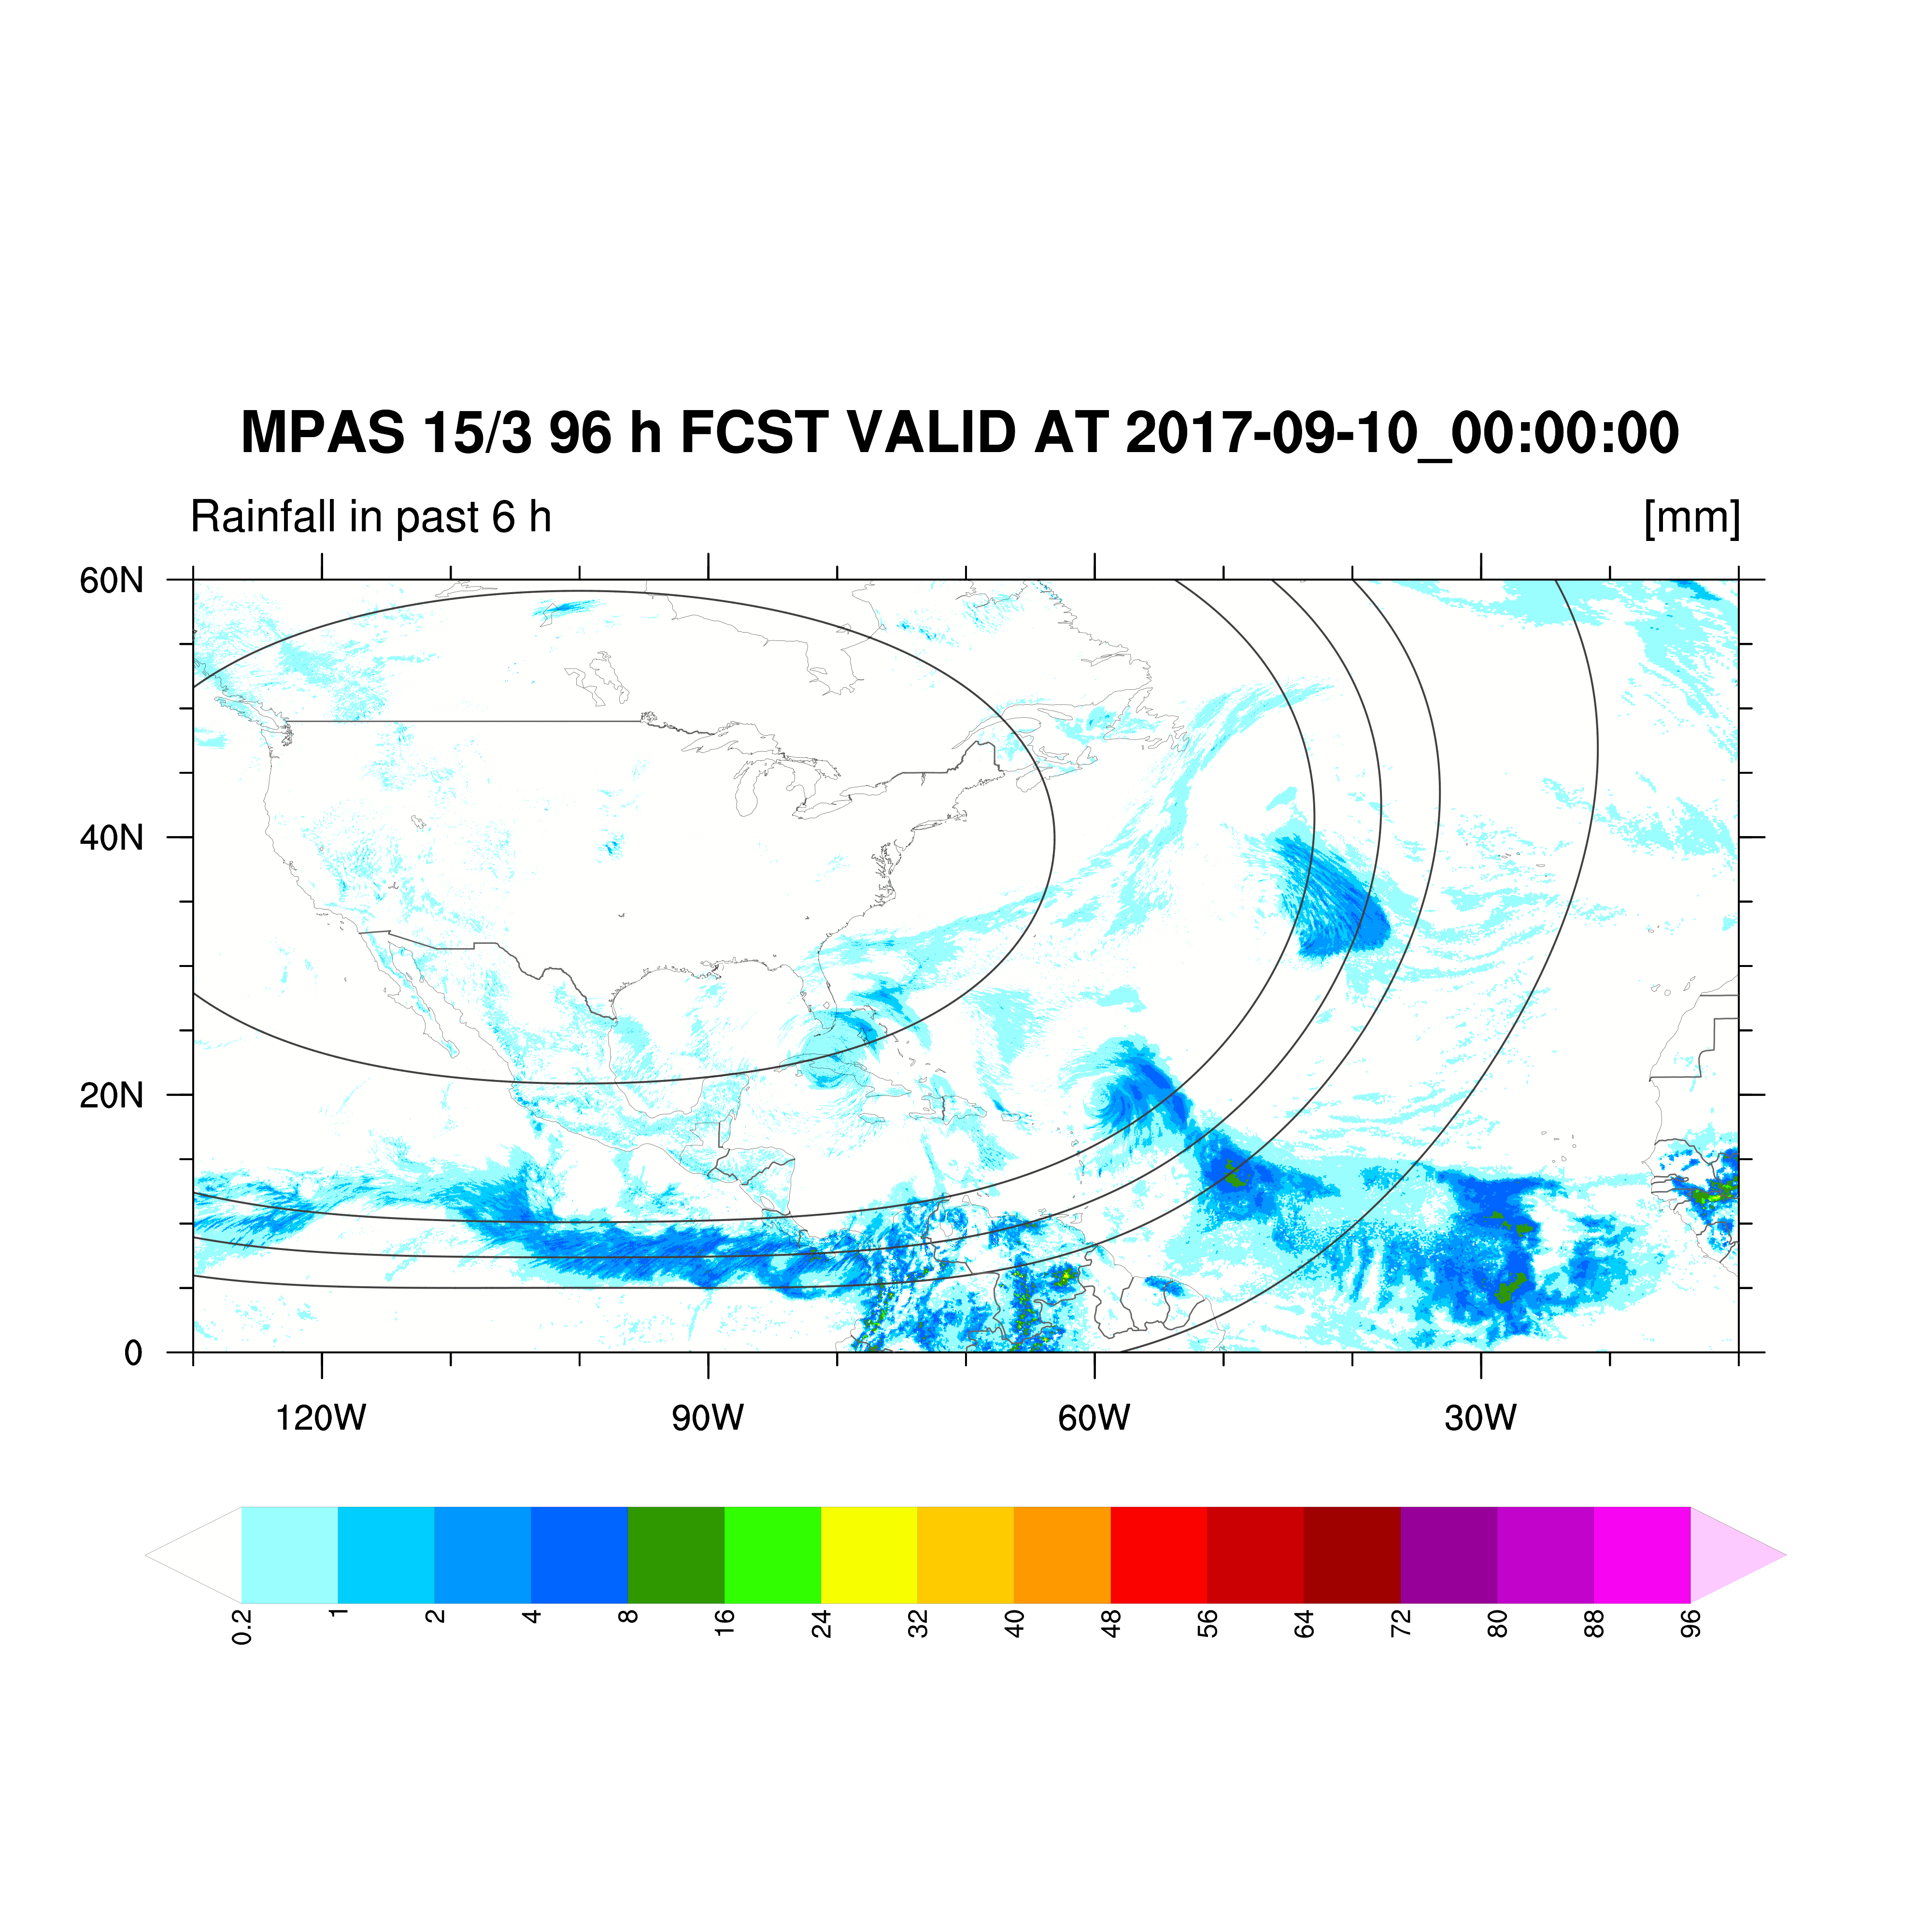 MPAS 15/3 96 h FCST VALID AT 2017-09-10_00:00:00
Rainfall in past 6 h [mm]
60N
40N
20N
0
120W 90W 60W 30W
0.2 1 2 4 8 16 24 32 40 48 56 64 72 80 88 96